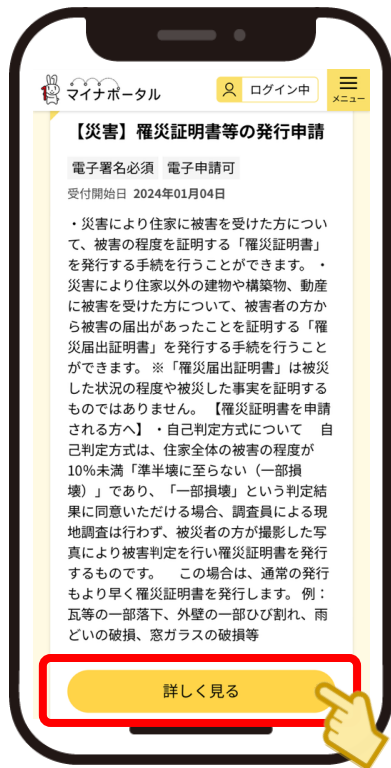 マイナポータル
ログイン中
メニュー
【災害】罹災証明書等の発行申請
電子署名必須 電子申請可
受付開始日 2024年01月04日
・災害により住家に被害を受けた方につい
て、被害の程度を証明する「罹災証明書」
を発行する手続を行うことができます。 ・
災害により住家以外の建物や構築物、動産
に被害を受けた方について、被害者の方か
ら被害の届出があったことを証明する「罹
災届出証明書」を発行する手続を行うこと
ができます。 ※「罹災届出証明書」は被災
した状況の程度や被災した事実を証明する
ものではありません。 【罹災証明書を申請
される方へ】 ・自己判定方式について 自
己判定方式は、住家全体の被害の程度が
10%未満「準半壊に至らない（一部損
壊）」であり、「一部損壊」という判定結
果に同意いただける場合、調査員による現
地調査は行わず、被災者の方が撮影した写
真により被害判定を行い罹災証明書を発行
するものです。 この場合は、通常の発行
もより早く罹災証明書を発行します。 例：
瓦等の一部落下、外壁の一部ひび割れ、雨
どいの破損、窓ガラスの破損等
詳しく見る